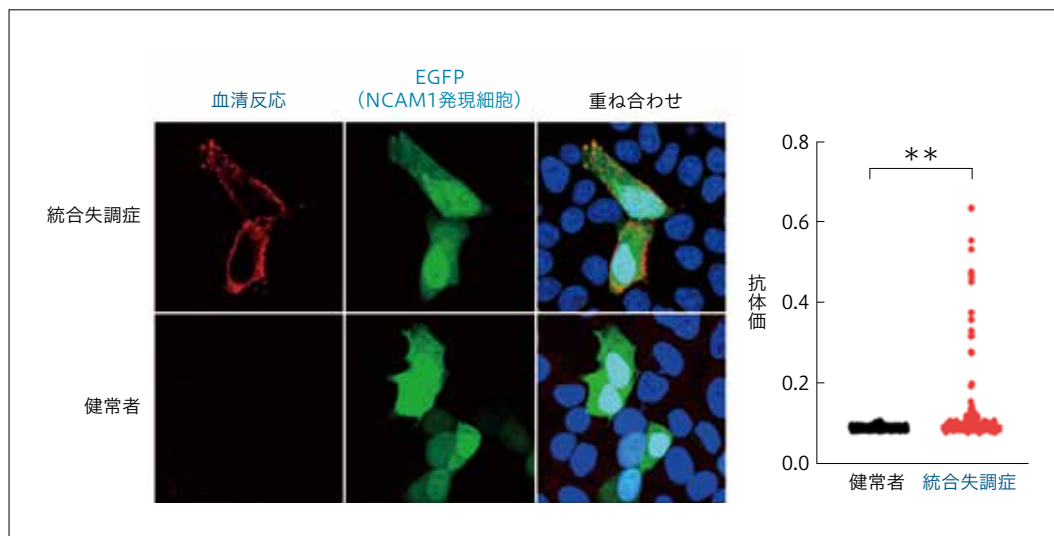 血清反応
EGFP
(NCAM1発現細胞)
重ね合わせ
統合失調症
健常者
抗体価
0.8
0.6
0.4
0.2
0.0
**
健常者
統合失調症